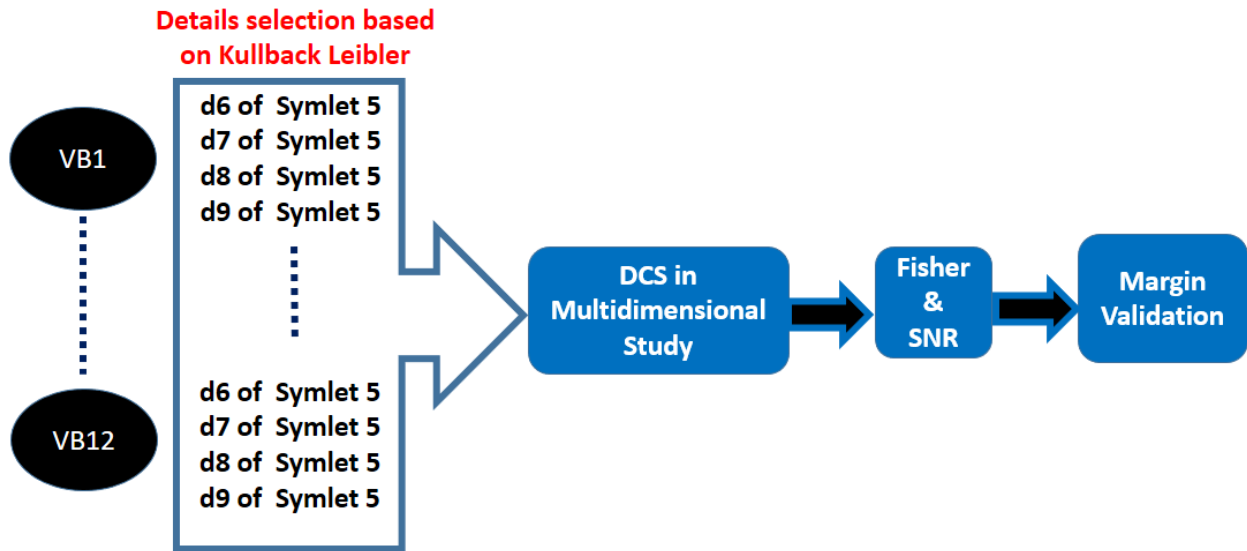 Details selection based
on Kullback Leibler
VB1
d6 of Symlet 5
d7 of Symlet 5
d8 of Symlet 5
d9 of Symlet 5
DCS in
Multidimensional
Study
Fisher
&
SNR
Margin
Validation
VB12
d6 of Symlet 5
d7 of Symlet 5
d8 of Symlet 5
d9 of Symlet 5